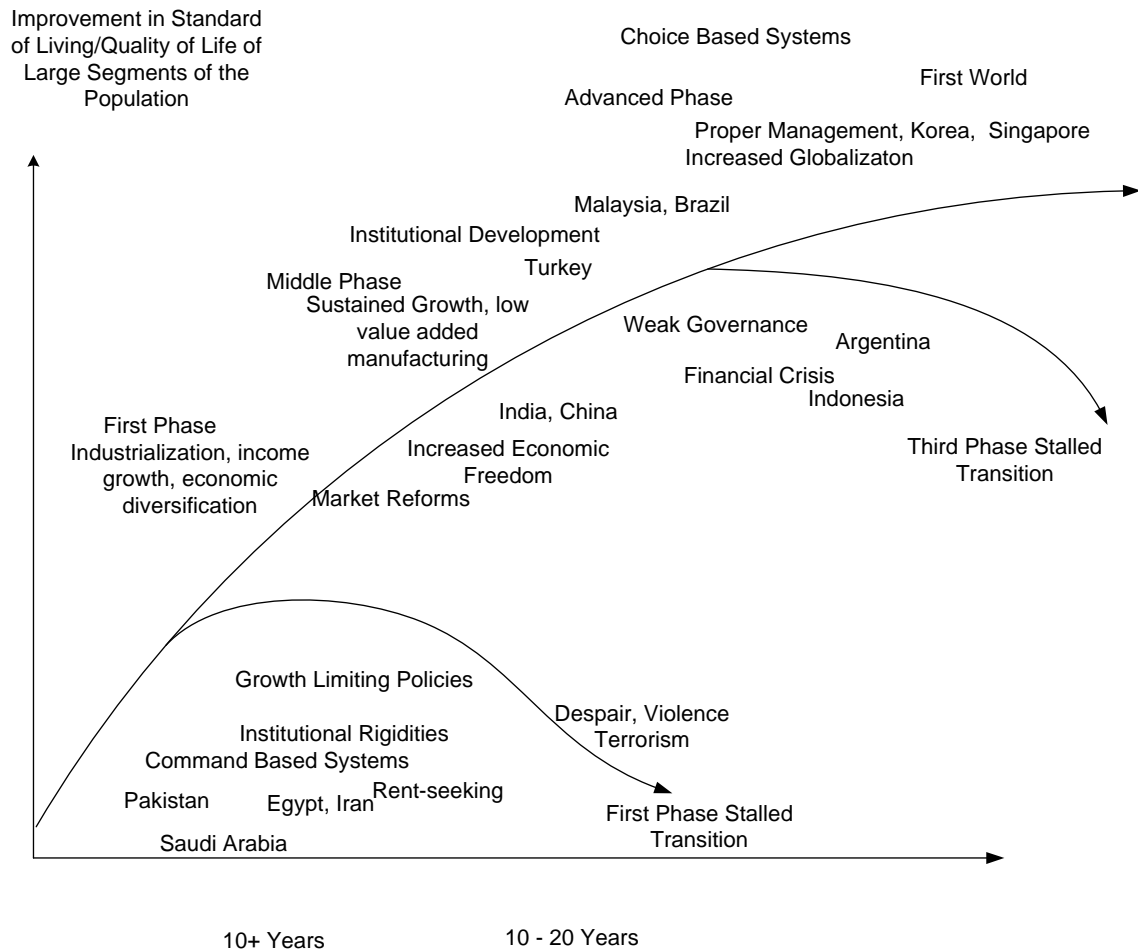 Improvement in Standard
of Living/Quality of Life of
Large Segments of the
Population
Choice Based Systems
First World
Advanced Phase
Proper Management, Korea,  Singapore
Increased Globalizaton
Malaysia, Brazil
Institutional Development
Turkey
Middle Phase
Sustained Growth, low
value added
manufacturing
Weak Governance
Argentina
Financial Crisis
Indonesia
India, China
First Phase
Industrialization, income
growth, economic
diversification
Increased Economic
Freedom
Third Phase Stalled
Transition
Market Reforms
Growth Limiting Policies
Despair, Violence
Terrorism
Institutional Rigidities
Command Based Systems
Rent-seeking
Pakistan
Egypt, Iran
First Phase Stalled
Transition
Saudi Arabia
10+ Years
10 - 20 Years